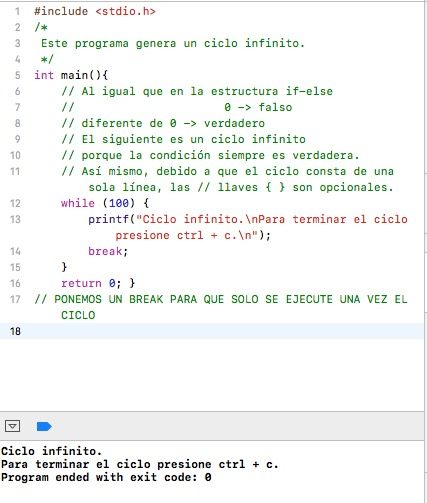 1 #include <stdio.h>
2 /*
3 Este programa genera un ciclo infinito.
4 */
5 int main(){
6 // Al igual que en la estructura if-else
7 // 0 —> falso
8 // diferente de 0 —> verdadero
9 // El siguiente es un ciclo infinito
10 // porque la condición siempre es verdadera.
11 // Así mismo, debido a que el ciclo consta de una
sola línea, las // llaves { } son opcionales.
12 while (100) {
13 printf("Ciclo infinito.\nPara terminar el ciclo
presione ctrl + c.\n");
14 break;
15 }
16 return 0; }
17 // PONEMOS UN BREAK PARA QUE SOLO SE EJECUTE UNA VEZ EL
CICLO
18
Ciclo infinito.
Para terminar el ciclo presione ctrl + c.
Program ended with exit code: 0